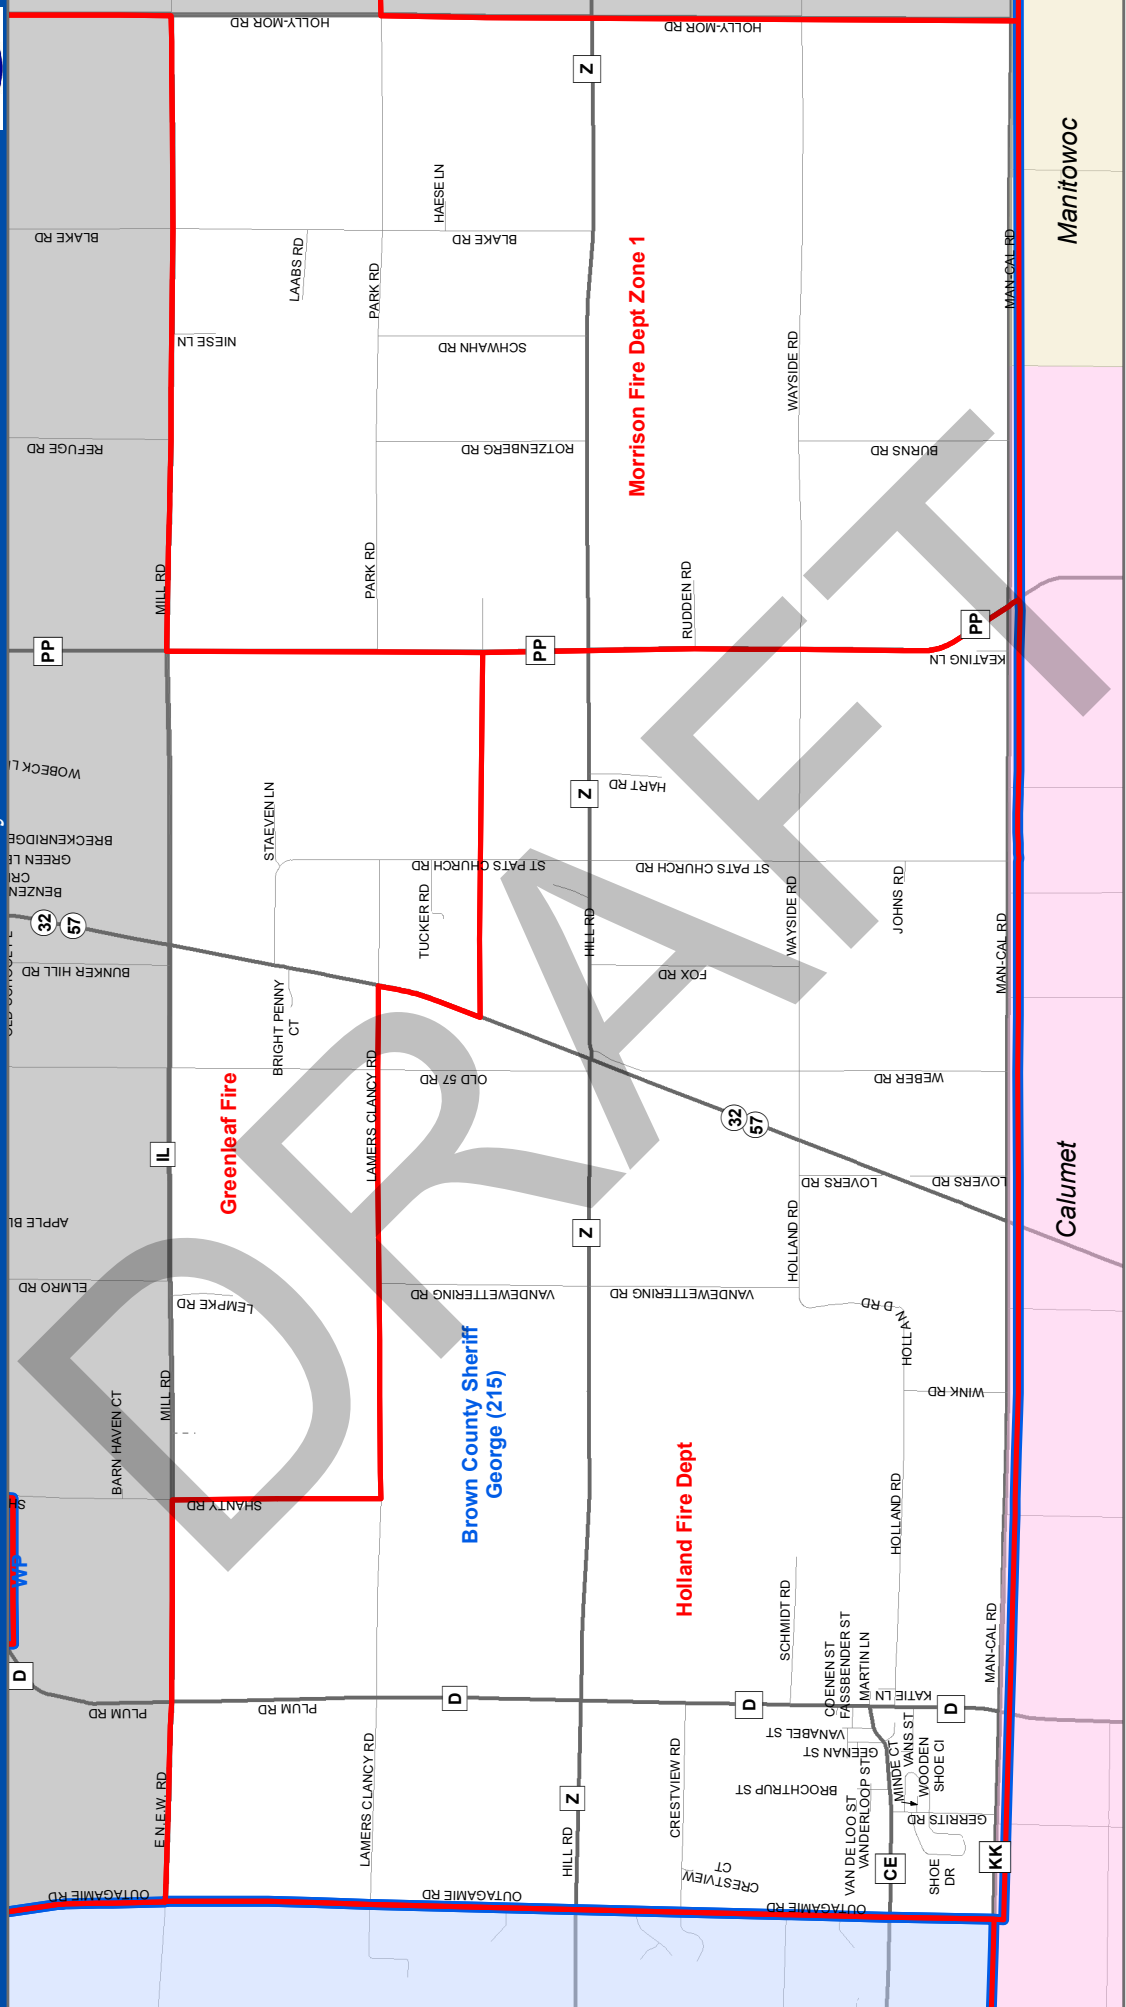 HOLLY-MOR RD
HOLLY-MOR RD
Z
BLAKE RD
HAESE LN
BLAKE RD
LAABS RD
PARK RD
NIESE LN
SCHWAHN RD
WAYSIDE RD
MAN-CAL RD
Manitowoc
Morrison Fire Dept Zone 1
REFUGE RD
ROTZENBERG RD
BURNS RD
MILL RD
PARK RD
RUDDEN RD
PP
PP
PP
KEATING LN
WOBECK
STAEVEN LN
Z
HART RD
BRECKENRIDGE
GREEN
BENZEN
ST PATS CHURCH RD
ST PATS CHURCH RD
TUCKER RD
HILL RD
WAYSIDE RD
JOHNS RD
MAN-CAL RD
32
57
BUNKER HILL RD
FOX RD
BRIGHT PENNY
CT
OLD 57 RD
WEBER RD
LAMERS CLANCY RD
Greenleaf Fire
32
57
IL
LOVERS RD
LOVERS RD
APPLE
Z
HOLLAND RD
Calumet
ELMRO RD
LEMPKE RD
VANDEWETTERING RD
VANDEWETTERING RD
HOLLAND RD
WINK RD
MILL RD
BARN HAVEN CT
Brown County Sheriff
George (215)
HOLLAND RD
Holland Fire Dept
SHANTY RD
WP
SCHMIDT RD
COENEN ST
FASSBENDER ST
MARTIN LN
MAN-CAL RD
D
PLUM RD
PLUM RD
D
D
KATIE LN
D
VANABEL ST
GEENAN ST
VANS ST
MINDE CT
WOODEN
SHOE CI
BROCHTRUP ST
VAN DE LOO ST
VANDERLOOP ST
GERRITS RD
E.N.E.W. RD
LAMERS CLANCY RD
HILL RD
Z
CRESTVIEW RD
CRESTVIEW
CT
CE
SHOE
DR
KK
OUTAGAMIE RD
OUTAGAMIE RD
OUTAGAMIE RD
DRAFT